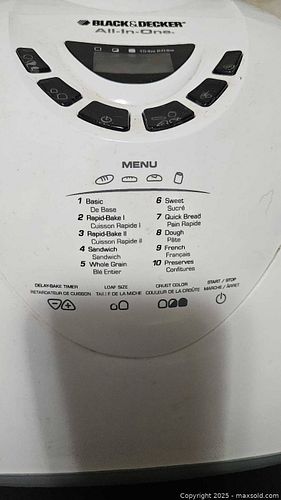 BLACK&DECKER
All-In-One
MENU
1 Basic
De Base
2 Rapid-Bake I
Cuisson Rapide I
3 Rapid-Bake II
Cuisson Rapide II
4 Sandwich
Sandwich
5 Whole Grain
Blé Entier
6 Sweet
Sucré
7 Quick Bread
Pain Rapide
8 Dough
Pâte
9 French
Français
10 Preserves
Confitures
DELAY-BAKE TIMER
RETARDATEUR DE CUISSON
LOAF SIZE
TAILLE DE LA MICHE
CRUST COLOR
COULEUR DE LA CROÛTE
START / STOP
MARCHE / ARRÊT
Copyright 2025 - maxsold.com